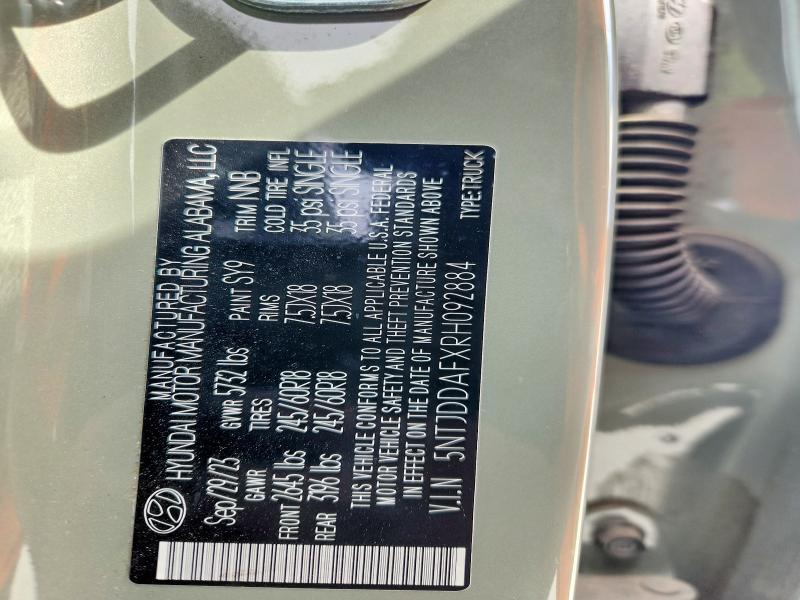 MANUFACTURED BY
HYUNDAI MOTOR MANUFACTURING ALABAMA, LLC
Sep/29/23 GVWR 5732 lbs PAINT SY9 TRIM NNB
GAWR TIRES RIMS COLD TIRE INFL
FRONT 2645 lbs 245/60R18 7.5JX18 35 psi SINGLE
REAR 3196 lbs 245/60R18 7.5JX18 35 psi SINGLE
THIS VEHICLE CONFORMS TO ALL APPLICABLE U.S.A. FEDERAL
MOTOR VEHICLE SAFETY AND THEFT PREVENTION STANDARDS
IN EFFECT ON THE DATE OF MANUFACTURE SHOWN ABOVE
V.I.N 5NTJDDAFXRH092884 TYPE:TRUCK